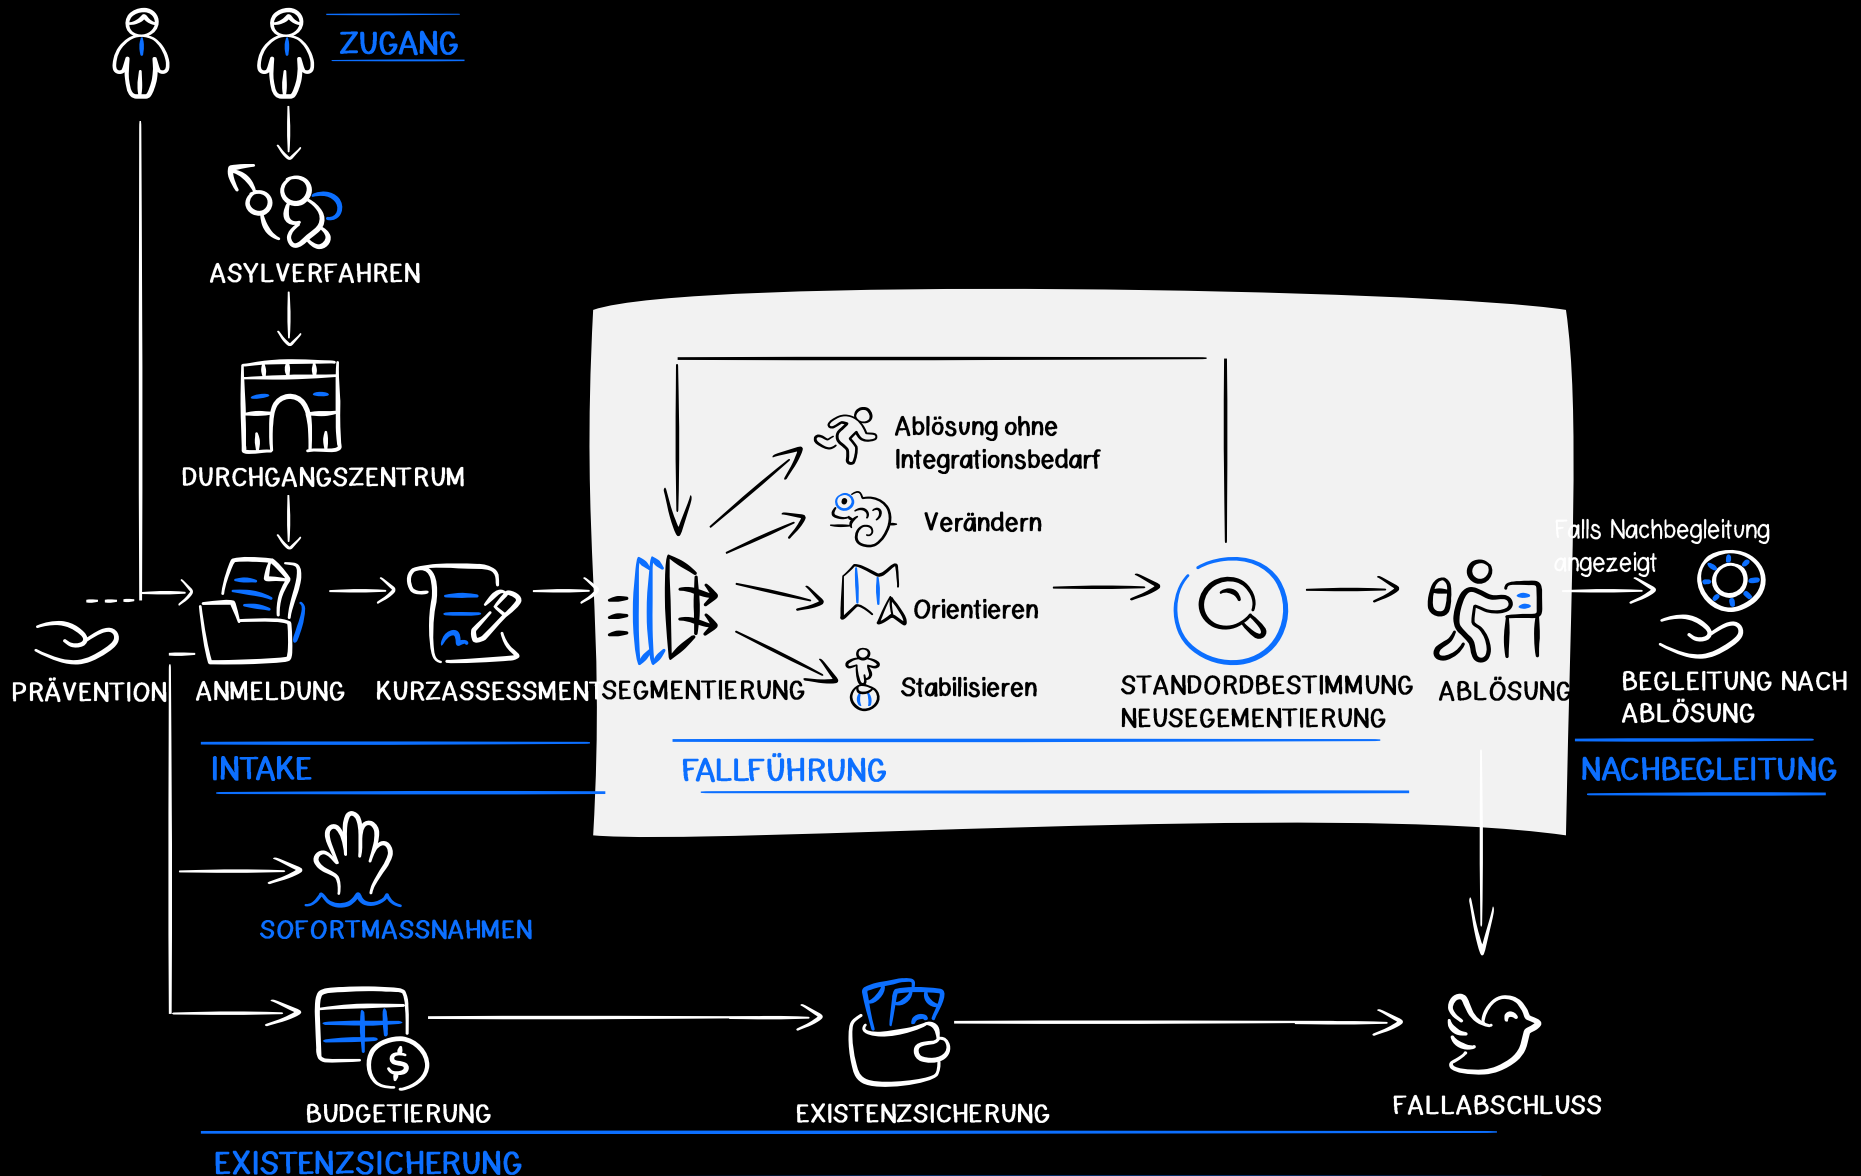 ZUGANG
ASYLVERFAHREN
DURCHGANGSZENTRUM
PRÄVENTION
ANMELDUNG
KURZASSESSMENT
SEGMENTIERUNG
Ablösung ohne
Integrationsbedarf
Verändern
Orientieren
Stabilisieren
STANDORDBESTIMMUNG
NEUSEGEMENTIERUNG
ABLÖSUNG
Falls Nachbegleitung
angezeigt
BEGLEITUNG NACH
ABLÖSUNG
INTAKE
FALLFÜHRUNG
NACHBEGLEITUNG
SOFORTMASSNAHMEN
$
BUDGETIERUNG
EXISTENZSICHERUNG
FALLABSCHLUSS
EXISTENZSICHERUNG